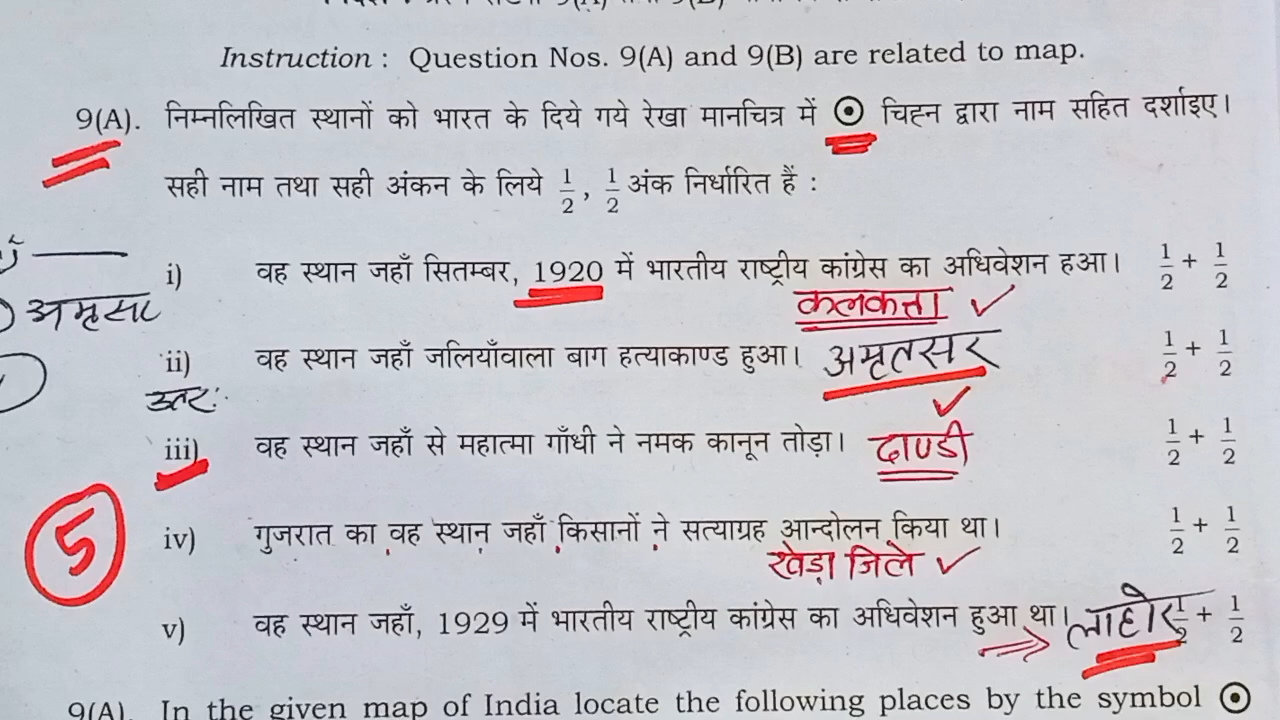 Instruction : Question Nos. 9(A) and 9(B) are related to map.
9(A). निम्नलिखित स्थानों को भारत के दिये गये रेखा मानचित्र में ⊙ चिह्न द्वारा नाम सहित दर्शाइए।
सही नाम तथा सही अंकन के लिये 1/2, 1/2 अंक निर्धारित हैं :
i) वह स्थान जहाँ सितम्बर, 1920 में भारतीय राष्ट्रीय कांग्रेस का अधिवेशन हआ। 1/2 + 1/2
कलकत्ता ✓
ii) वह स्थान जहाँ जलियाँवाला बाग हत्याकाण्ड हुआ। अमृतसर 1/2 + 1/2
उत्तर:
iii) वह स्थान जहाँ से महात्मा गाँधी ने नमक कानून तोड़ा। दाण्डी 1/2 + 1/2
5
iv) गुजरात का वह स्थान जहाँ किसानों ने सत्याग्रह आन्दोलन किया था। 1/2 + 1/2
खेड़ा जिले ✓
v) वह स्थान जहाँ, 1929 में भारतीय राष्ट्रीय कांग्रेस का अधिवेशन हुआ था। लाहौर 1/2 + 1/2
9(A). In the given map of India locate the following places by the symbol ⊙